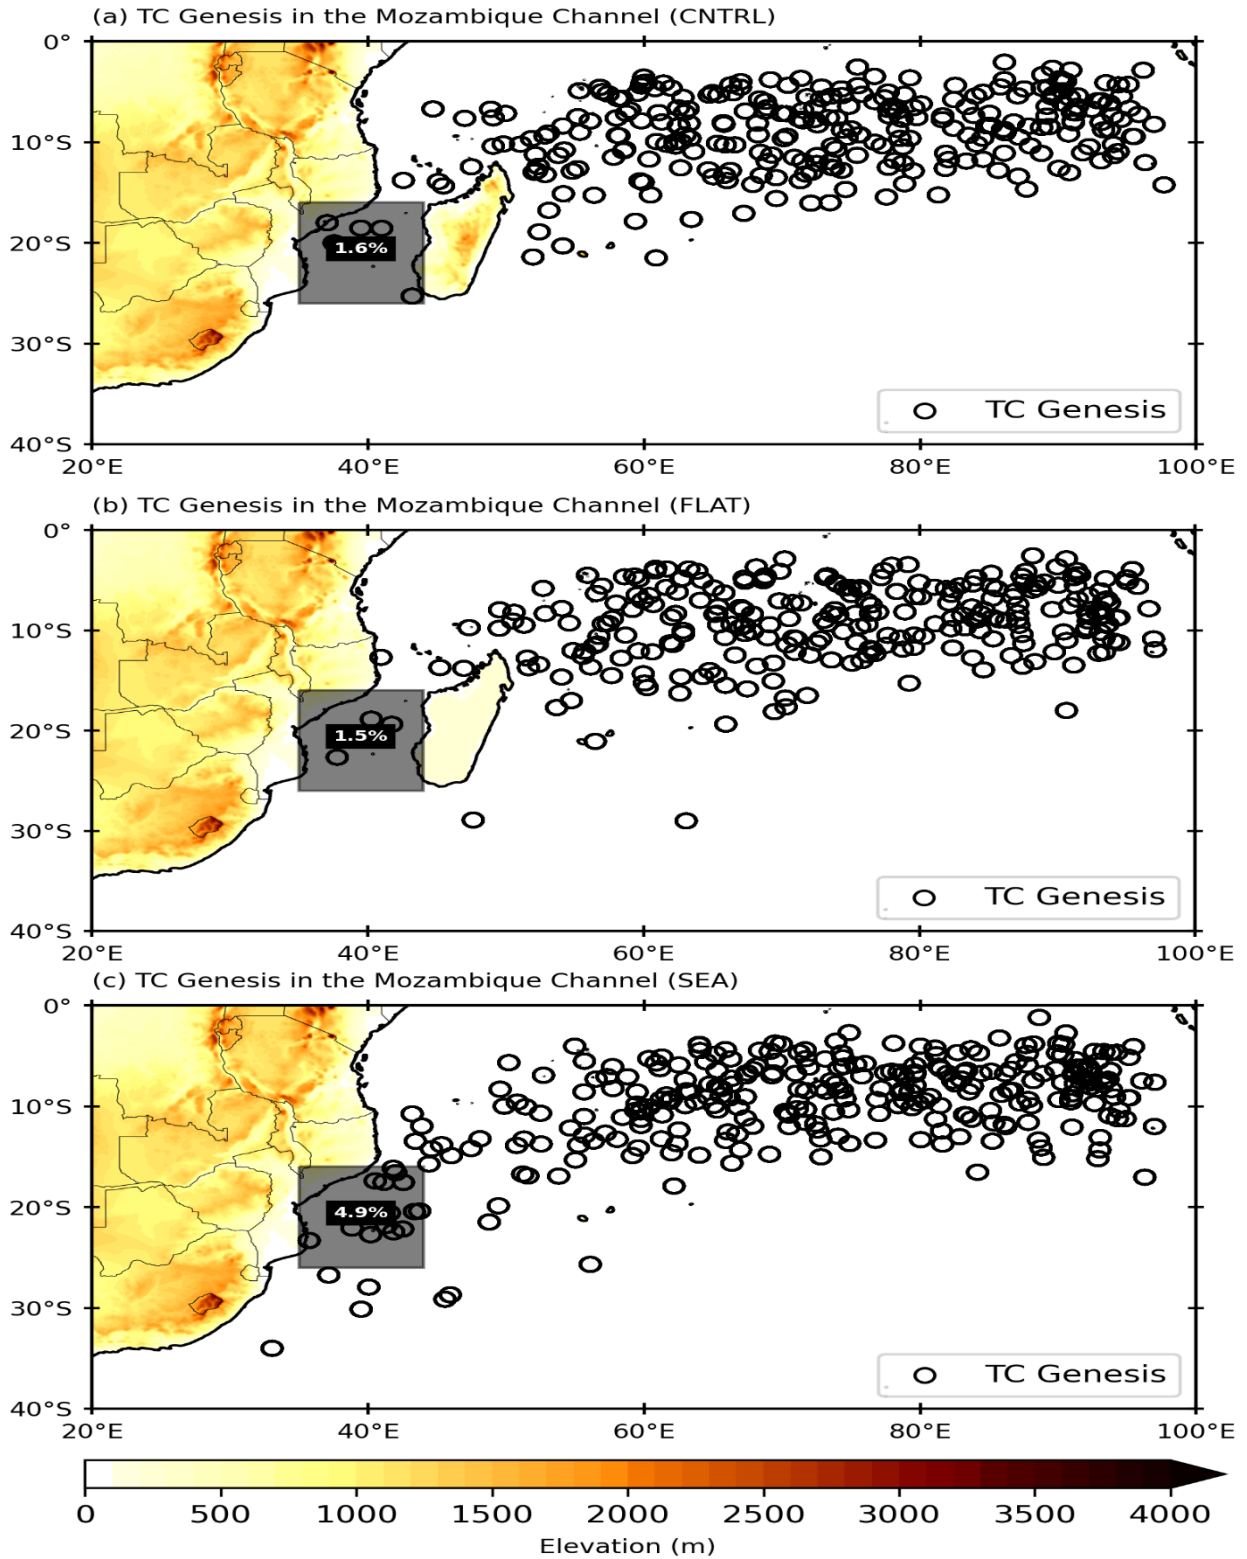 (a) TC Genesis in the Mozambique Channel (CNTRL)
0°
10°S
20°S
30°S
40°S
1.6%
TC Genesis
20°E 40°E 60°E 80°E 100°E
(b) TC Genesis in the Mozambique Channel (FLAT)
0°
10°S
20°S
30°S
40°S
1.5%
TC Genesis
20°E 40°E 60°E 80°E 100°E
(c) TC Genesis in the Mozambique Channel (SEA)
0°
10°S
20°S
30°S
40°S
4.9%
TC Genesis
20°E 40°E 60°E 80°E 100°E
0 500 1000 1500 2000 2500 3000 3500 4000
Elevation (m)